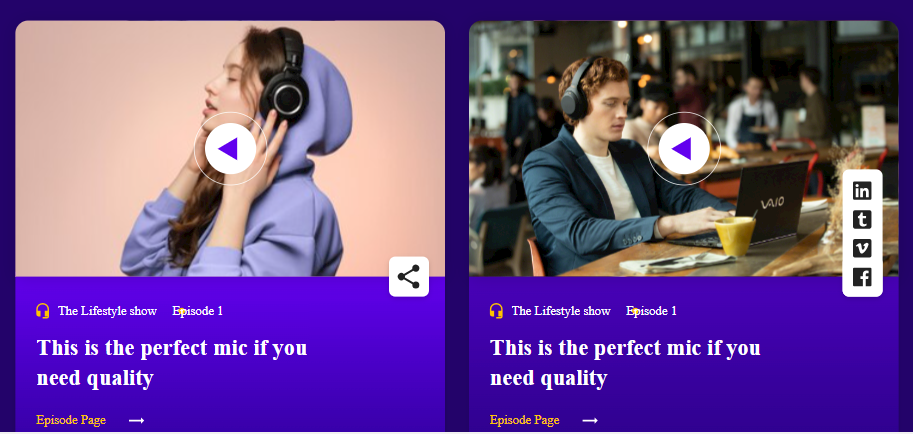 The Lifestyle show Episode 1
This is the perfect mic if you
need quality
Episode Page
VAIO
The Lifestyle show Episode 1
This is the perfect mic if you
need quality
Episode Page